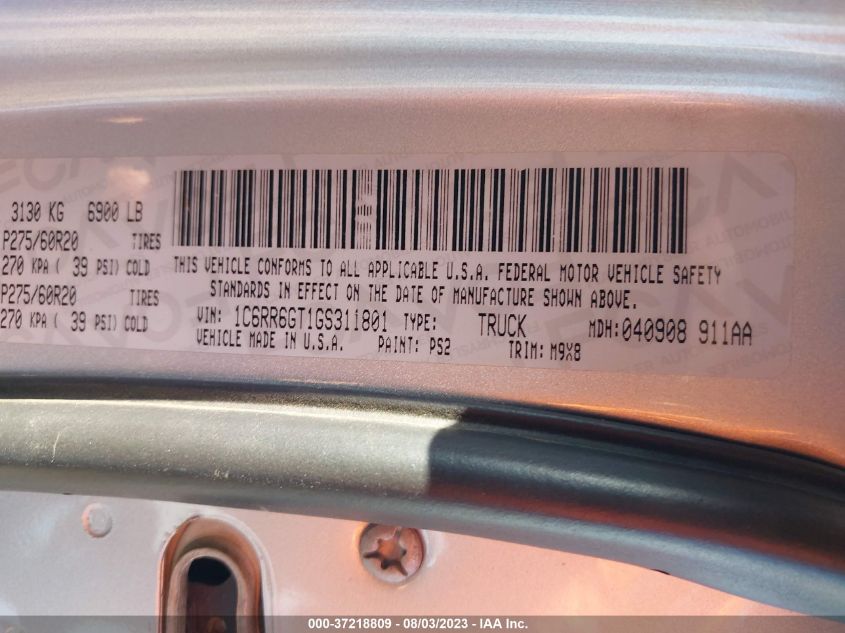 3130 KG 6900 LB
P275/60R20 TIRES
270 KPA ( 39 PSI) COLD
P275/60R20 TIRES
270 KPA ( 39 PSI) COLD
THIS VEHICLE CONFORMS TO ALL APPLICABLE U.S.A. FEDERAL MOTOR VEHICLE SAFETY
STANDARDS IN EFFECT ON THE DATE OF MANUFACTURE SHOWN ABOVE.
VIN: 1C6RR6GT1GS311801 TYPE: TRUCK MDH:040908 911AA
VEHICLE MADE IN U.S.A. PAINT: PS2 TRIM: M9X8
000-37218809 - 08/03/2023 - IAA Inc.